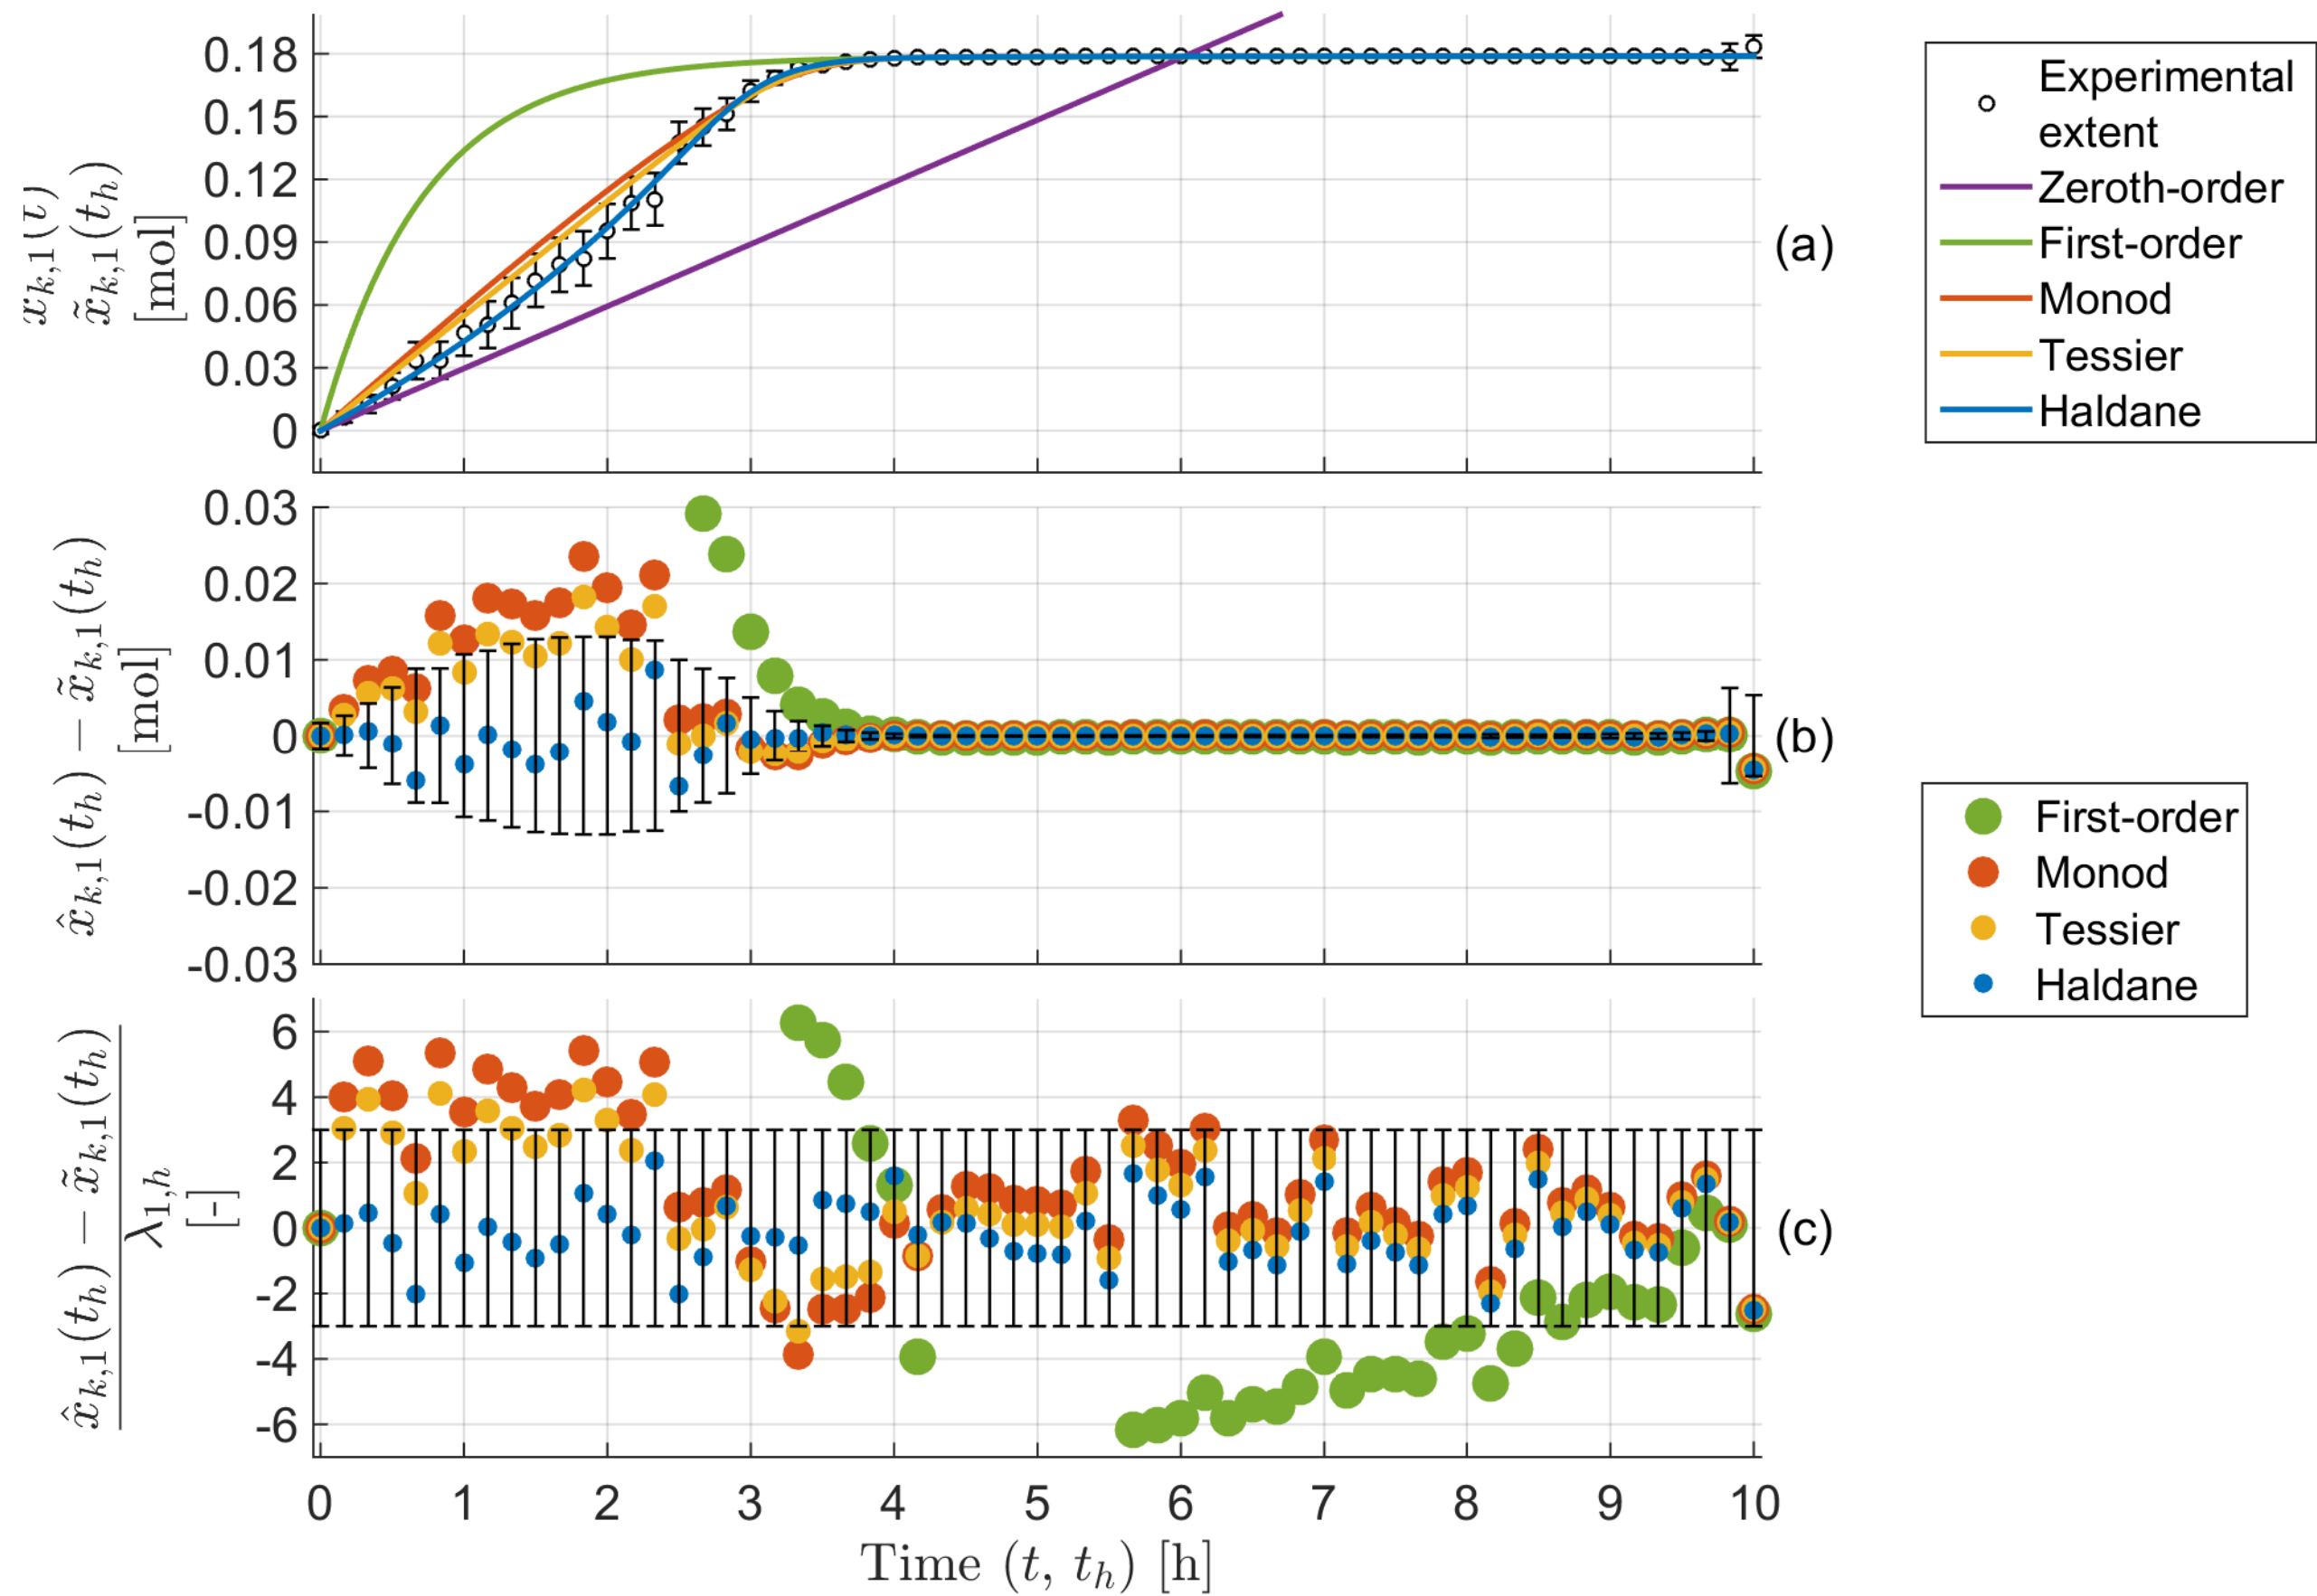 0.18
0.15
0.12
0.09
0.06
0.03
0
x_{k,1}(t)
x̃_{k,1}(t_h)
[mol]
(a)
Experimental
extent
Zeroth-order
First-order
Monod
Tessier
Haldane
0.03
0.02
0.01
0
-0.01
-0.02
-0.03
x̂_{k,1}(t_h) − x̃_{k,1}(t_h)
[mol]
(b)
First-order
Monod
Tessier
Haldane
6
4
2
0
-2
-4
-6
x̂_{k,1}(t_h) − x̃_{k,1}(t_h)
λ_{1,h}
[-]
(c)
0 1 2 3 4 5 6 7 8 9 10
Time (t, t_h) [h]